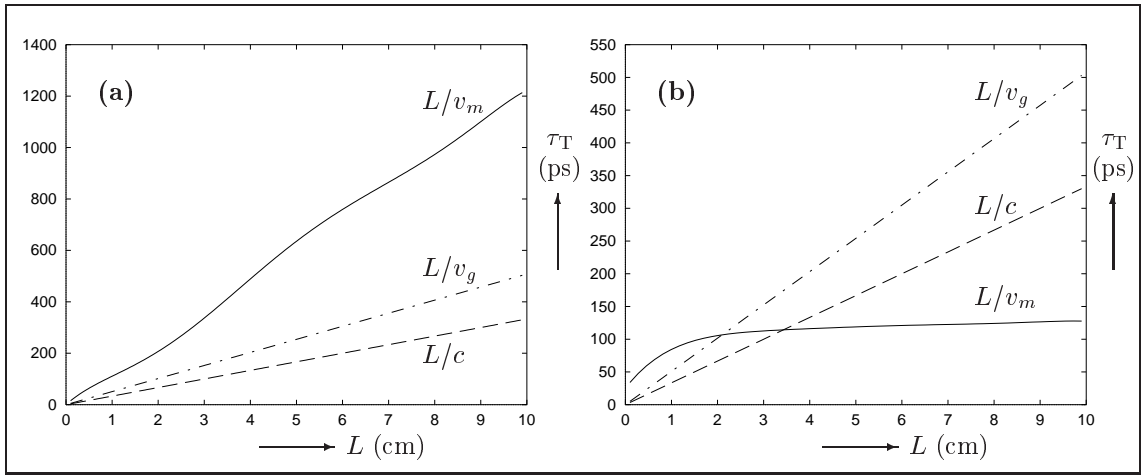 (a)
1400
1200
1000
800
600
400
200
0
0 1 2 3 4 5 6 7 8 9 10
L/v_m
L/v_g
L/c
τ_T
(ps)
L (cm)
(b)
550
500
450
400
350
300
250
200
150
100
50
0
0 1 2 3 4 5 6 7 8 9 10
L/v_g
L/c
L/v_m
τ_T
(ps)
L (cm)